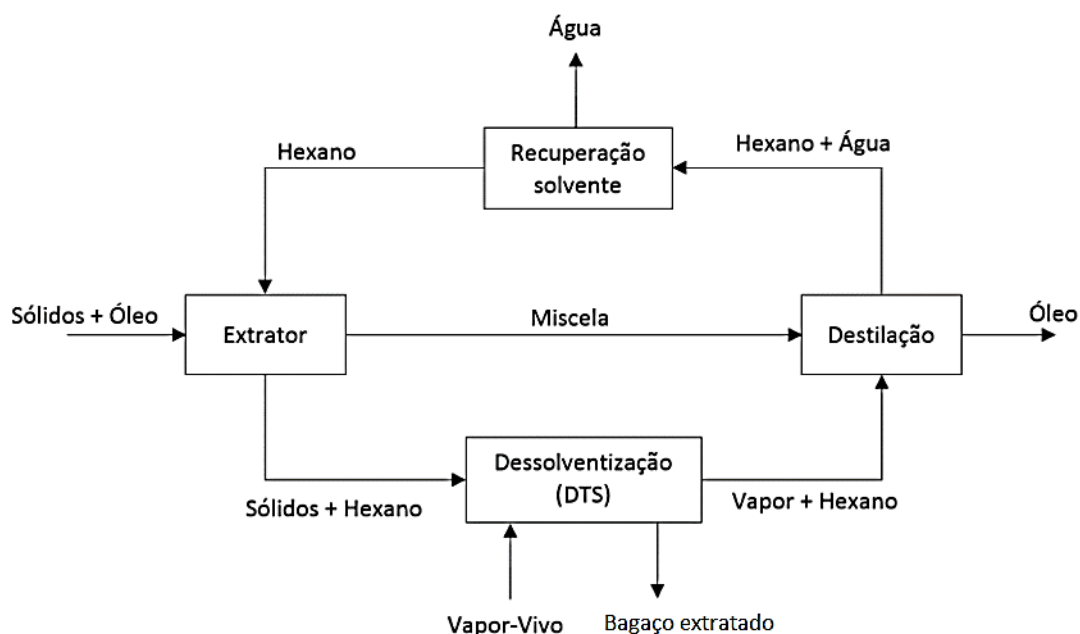 Água
Hexano
Recuperação
solvente
Hexano + Água
Sólidos + Óleo
Extrator
Miscela
Destilação
Óleo
Dessolventização
(DTS)
Sólidos + Hexano
Vapor + Hexano
Vapor-Vivo
Bagaço extratado